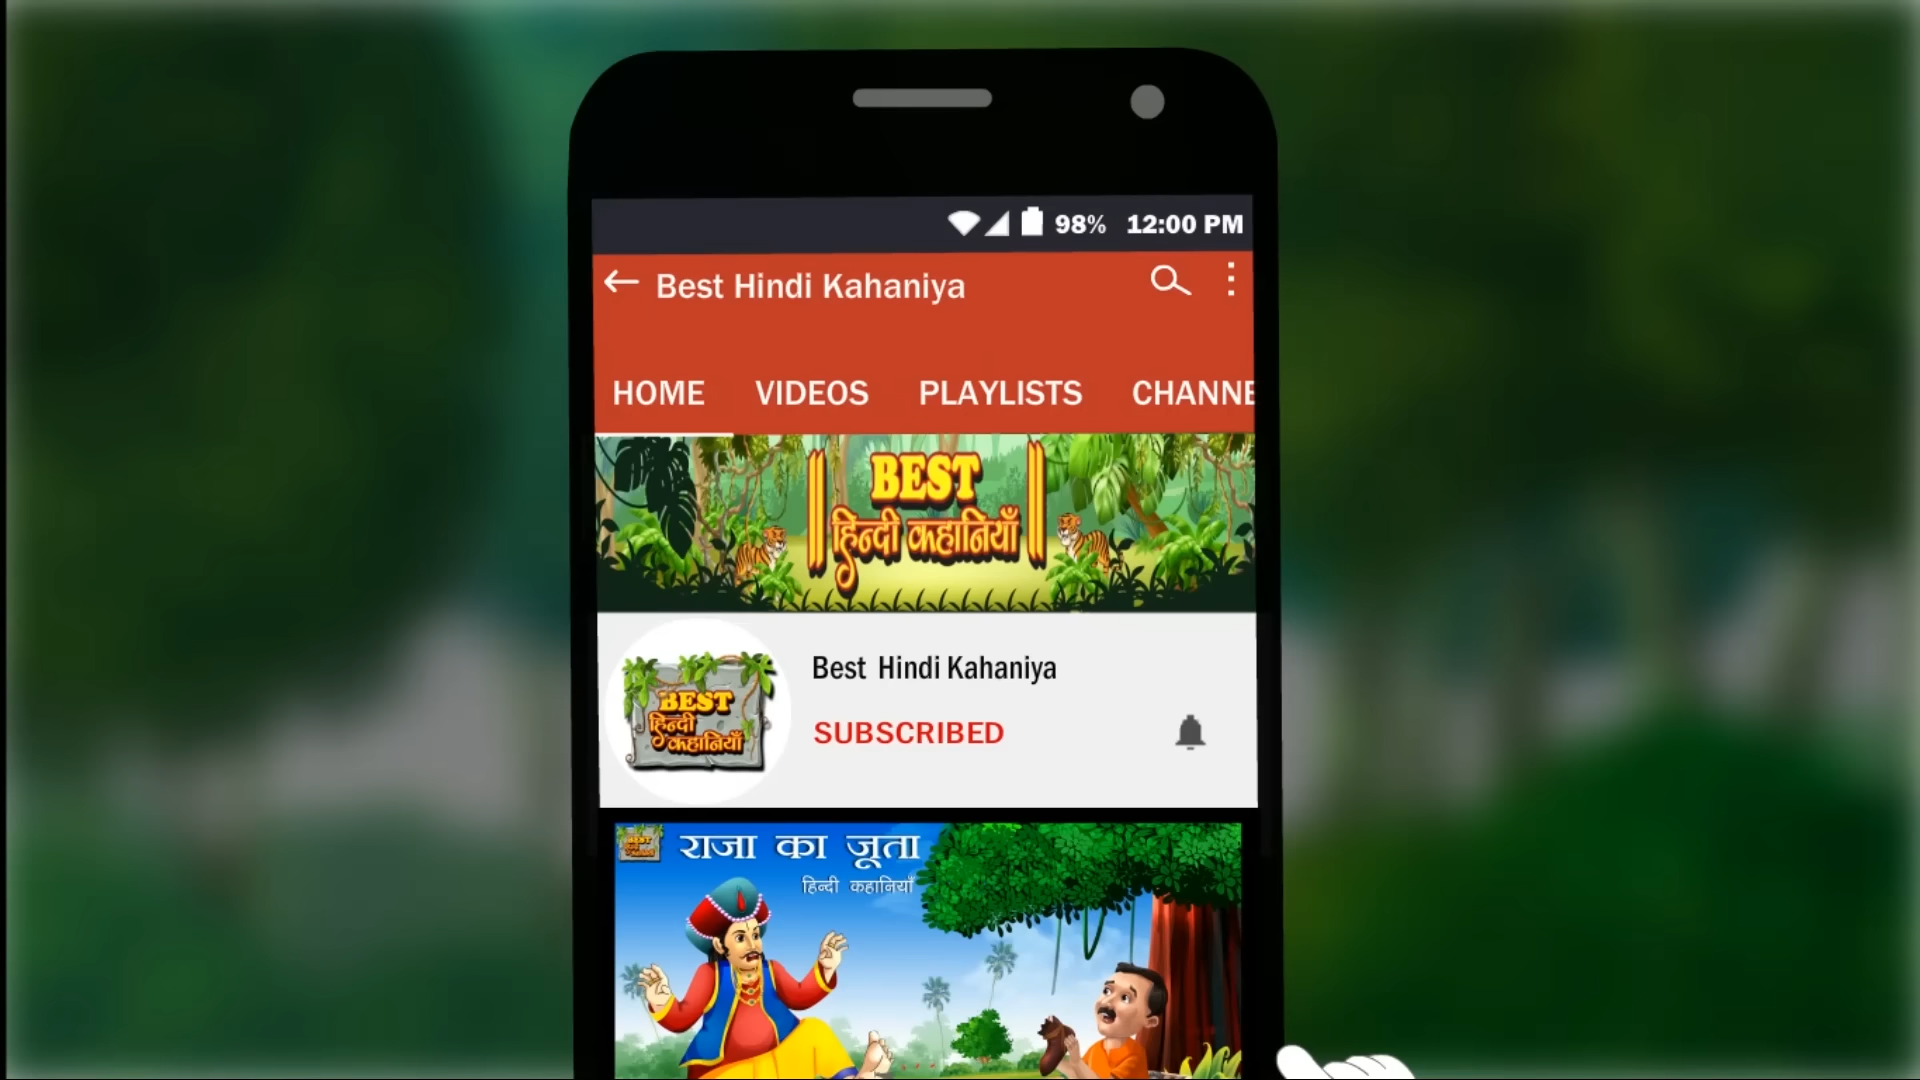 98% 12:00 PM
Best Hindi Kahaniya
HOME VIDEOS PLAYLISTS CHANNE
BEST
हिन्दी कहानियाँ
Best Hindi Kahaniya
SUBSCRIBED
BEST
हिन्दी
कहानियाँ
राजा का जूता
हिन्दी कहानियाँ